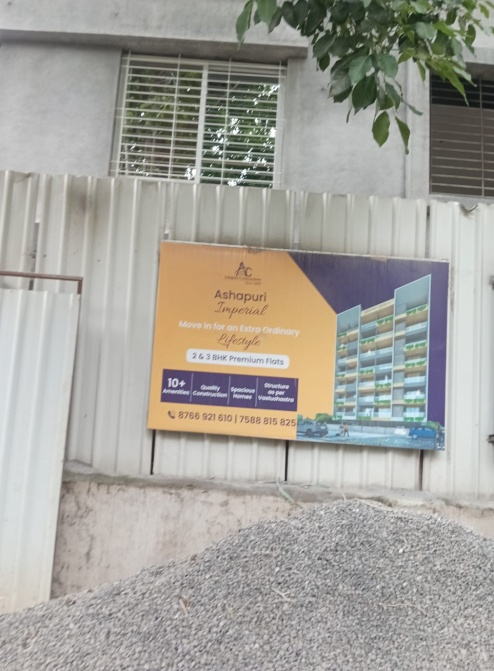 AC
Ashapuri
Imperial
Move in for an Extra Ordinary
Lifestyle
2 & 3 BHK Premium Flats
10+ Amenities
Quality Construction
Spacious Homes
Structure as per Vaastushastra
8766 921 610 | 7588 815 825